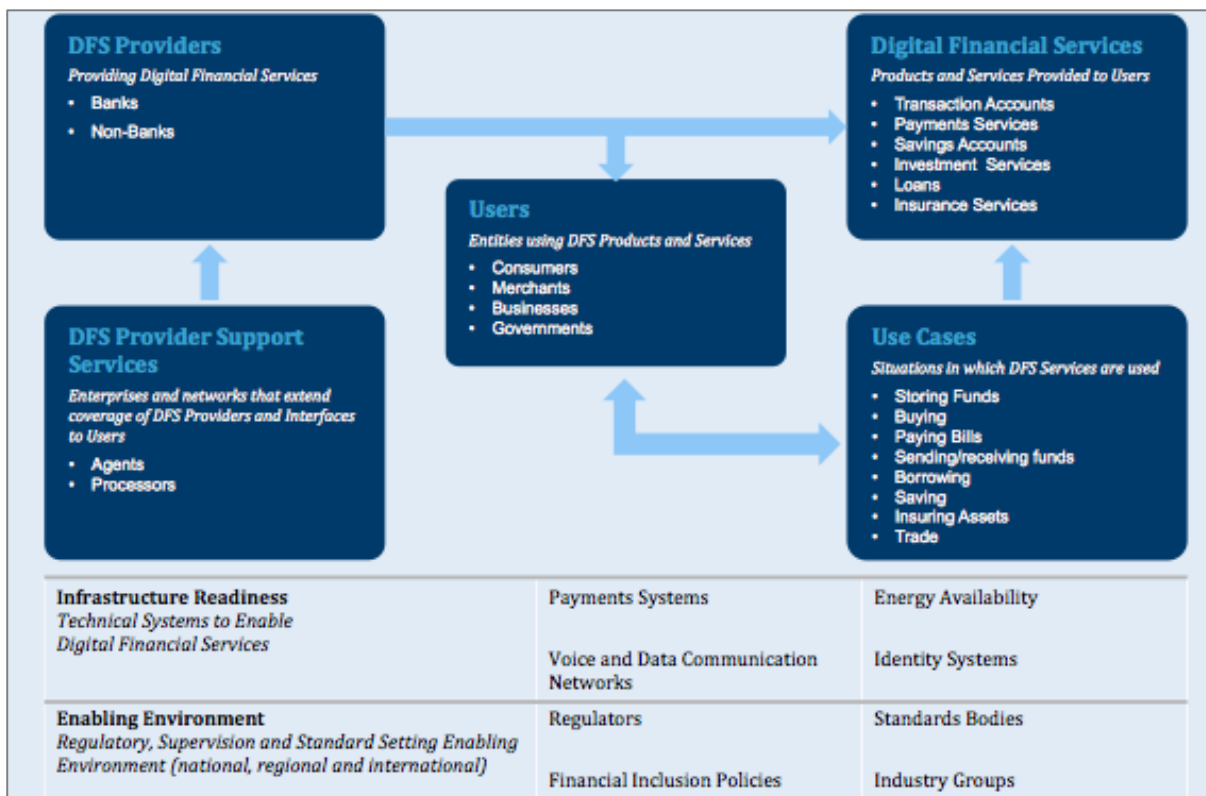 DFS Providers
Providing Digital Financial Services
• Banks
• Non-Banks
Digital Financial Services
Products and Services Provided to Users
• Transaction Accounts
• Payments Services
• Savings Accounts
• Investment Services
• Loans
• Insurance Services
Users
Entities using DFS Products and Services
• Consumers
• Merchants
• Businesses
• Governments
DFS Provider Support
Services
Enterprises and networks that extend
coverage of DFS Providers and Interfaces
to Users
• Agents
• Processors
Use Cases
Situations in which DFS Services are used
• Storing Funds
• Buying
• Paying Bills
• Sending/receiving funds
• Borrowing
• Saving
• Insuring Assets
• Trade
Infrastructure Readiness
Technical Systems to Enable
Digital Financial Services
Payments Systems
Energy Availability
Voice and Data Communication
Networks
Identity Systems
Enabling Environment
Regulatory, Supervision and Standard Setting Enabling
Environment (national, regional and international)
Regulators
Standards Bodies
Financial Inclusion Policies
Industry Groups